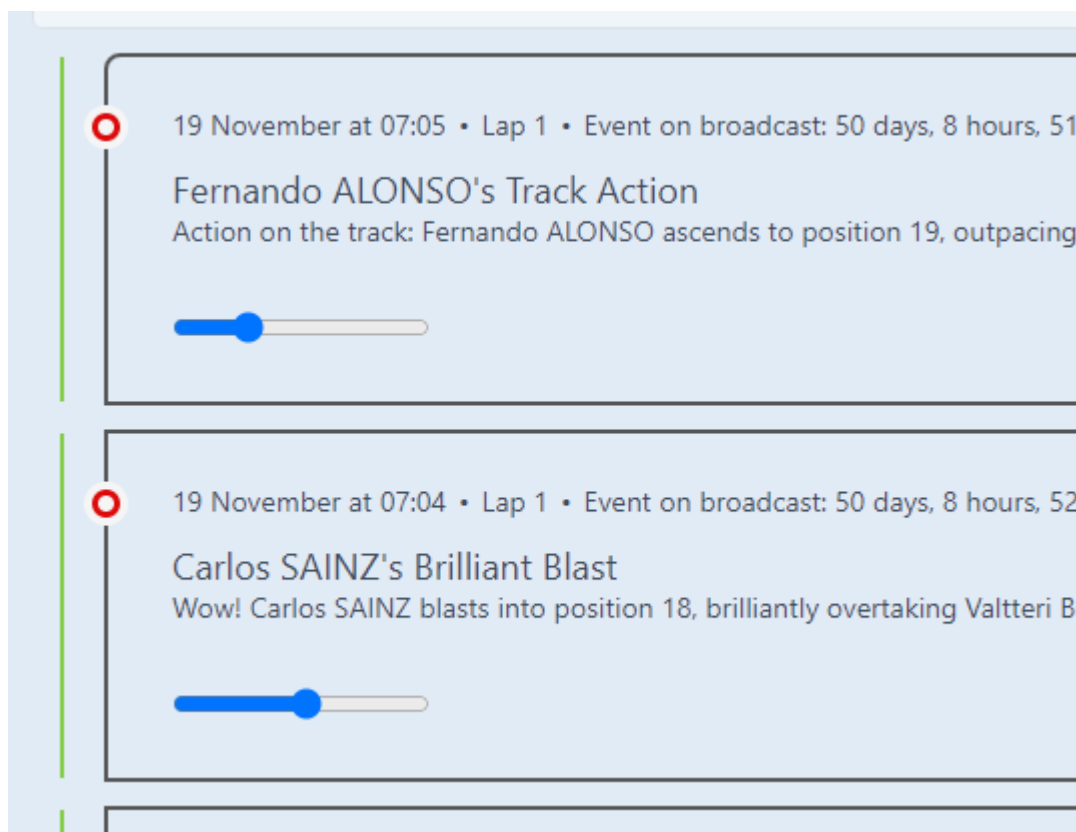 19 November at 07:05 • Lap 1 • Event on broadcast: 50 days, 8 hours, 51
Fernando ALONSO's Track Action
Action on the track: Fernando ALONSO ascends to position 19, outpacing
19 November at 07:04 • Lap 1 • Event on broadcast: 50 days, 8 hours, 52
Carlos SAINZ's Brilliant Blast
Wow! Carlos SAINZ blasts into position 18, brilliantly overtaking Valtteri B